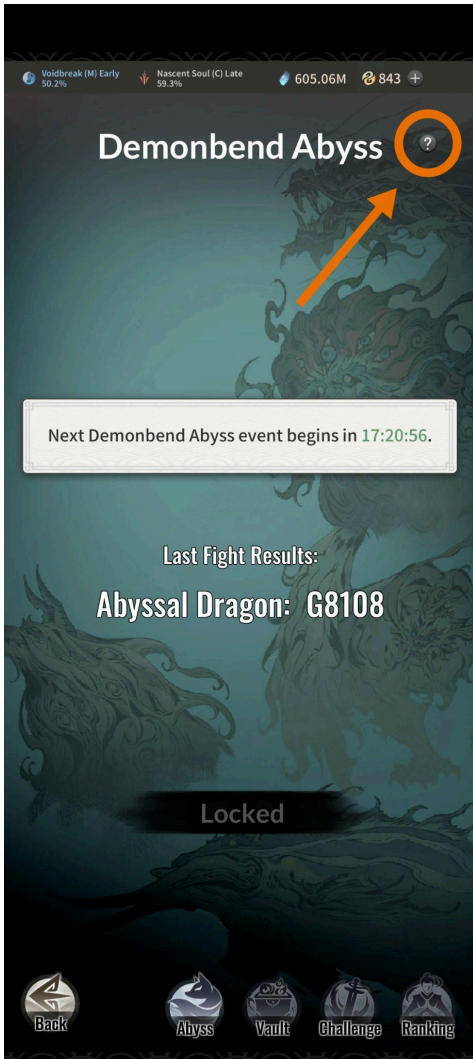 Voidbreak (M) Early
50.2%
Nascent Soul (C) Late
59.3%
605.06M
843 +
Demonbend Abyss
?
Next Demonbend Abyss event begins in 17:20:56.
Last Fight Results:
Abyssal Dragon: G8108
Locked
Back
Abyss
Vault
Challenge
Ranking